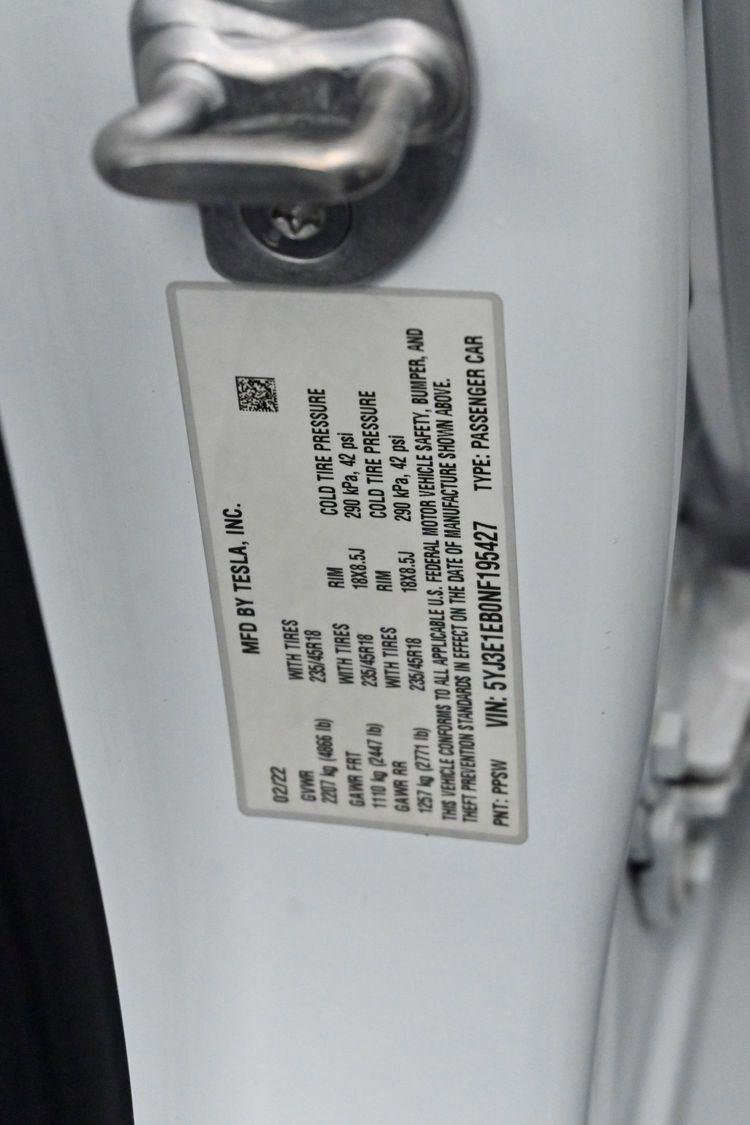 MFD BY TESLA, INC.
02/22
GVWR WITH TIRES RIM COLD TIRE PRESSURE
2207 kg (4866 lb) 235/45R18 18X8.5J 290 kPa, 42 psi
GAWR FRT WITH TIRES RIM COLD TIRE PRESSURE
1110 kg (2447 lb) 235/45R18 18X8.5J 290 kPa, 42 psi
GAWR RR WITH TIRES
1257 kg (2771 lb) 235/45R18
THIS VEHICLE CONFORMS TO ALL APPLICABLE U.S. FEDERAL MOTOR VEHICLE SAFETY, BUMPER, AND
THEFT PREVENTION STANDARDS IN EFFECT ON THE DATE OF MANUFACTURE SHOWN ABOVE.
PNT: PPSW VIN: 5YJ3E1EB0NF195427 TYPE: PASSENGER CAR